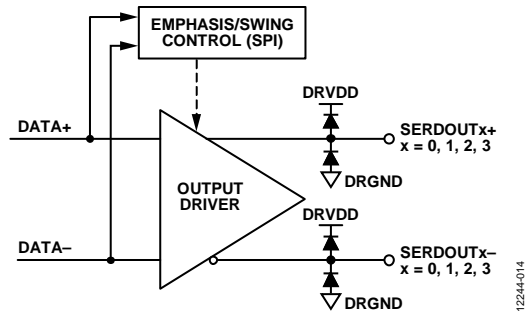 EMPHASIS/SWING
CONTROL (SPI)
DRVDD
DATA+
SERDOUTx+
x = 0, 1, 2, 3
OUTPUT
DRIVER
DRGND
DRVDD
DATA–
SERDOUTx–
x = 0, 1, 2, 3
DRGND
12244-014